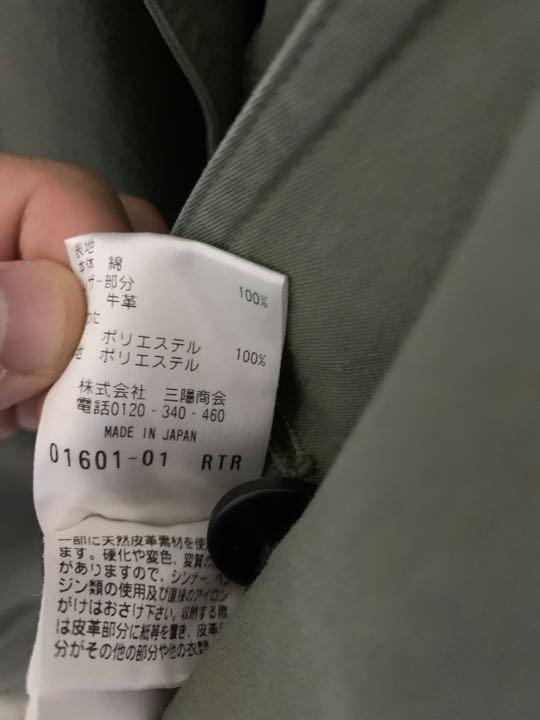 表地
本体 綿
ザー部分 100%
牛革
わた
ポリエステル
地 ポリエステル 100%
株式会社 三陽商会
電話0120-340-460
MADE IN JAPAN
01601-01 RTR
一部に天然皮革素材を使
ます。硬化や変色、変質の
がありますので、シンナー、ベン
ジン類の使用及び直接のアイロン
がけはおさけ下さい。収納する際
は皮革部分に紙等を置き、皮革
分がその他の部分や他の衣